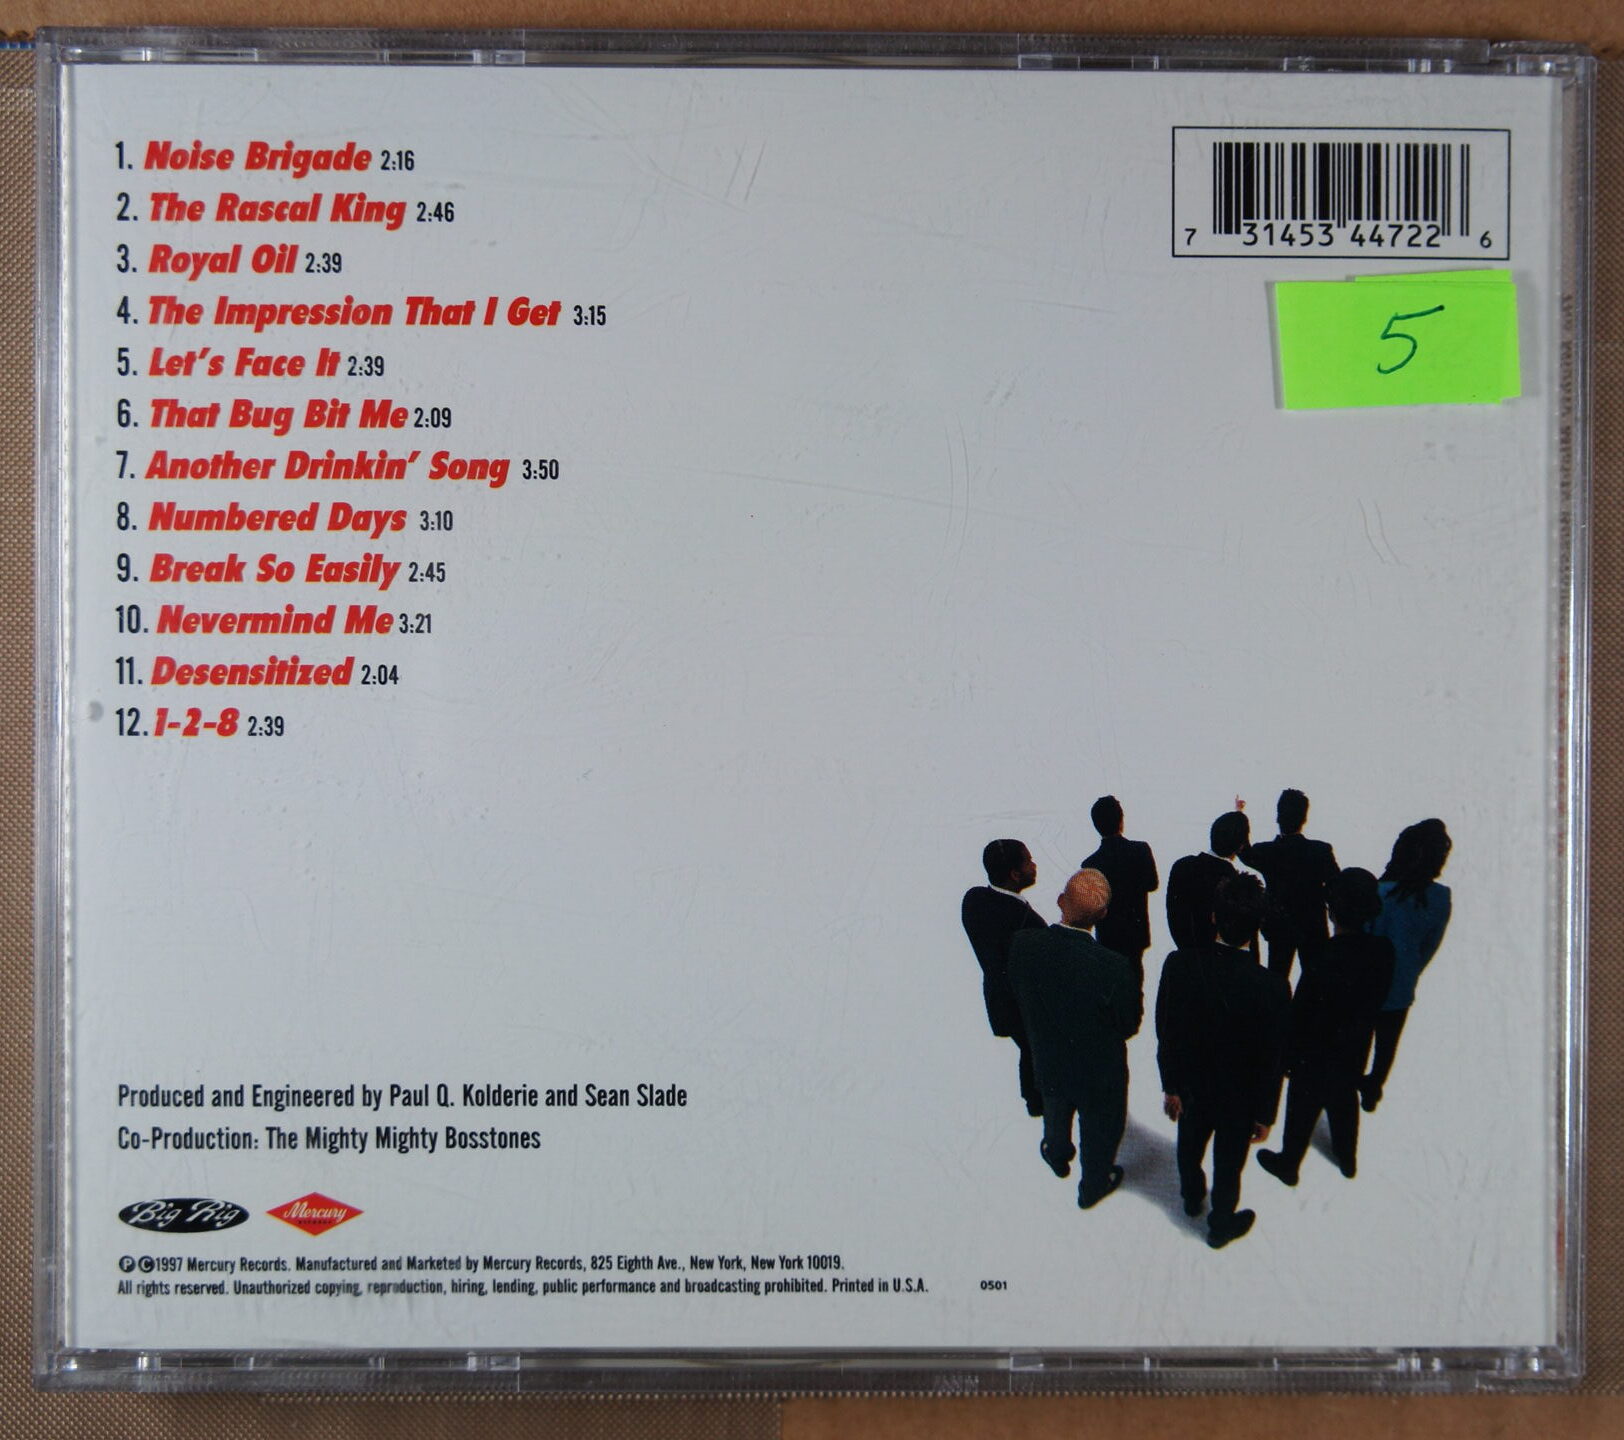 1. Noise Brigade 2:16
2. The Rascal King 2:46
3. Royal Oil 2:39
4. The Impression That I Get 3:15
5. Let's Face It 2:39
6. That Bug Bit Me 2:09
7. Another Drinkin' Song 3:50
8. Numbered Days 3:10
9. Break So Easily 2:45
10. Nevermind Me 3:21
11. Desensitized 2:04
12. 1-2-8 2:39
7 31453 44722 6
5
Produced and Engineered by Paul Q. Kolderie and Sean Slade
Co-Production: The Mighty Mighty Bosstones
Big Rig
Mercury
RECORDS
Ⓟ©1997 Mercury Records. Manufactured and Marketed by Mercury Records, 825 Eighth Ave., New York, New York 10019.
All rights reserved. Unauthorized copying, reproduction, hiring, lending, public performance and broadcasting prohibited. Printed in U.S.A. 0501